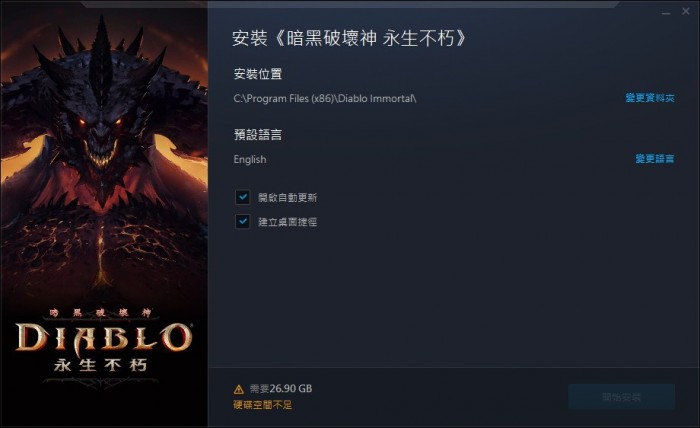 安裝《暗黑破壞神 永生不朽》
安裝位置
C:\Program Files (x86)\Diablo Immortal\
變更資料夾
預設語言
English
變更語言
開啟自動更新
建立桌面捷徑
暗黑破壞神
DIABLO
永生不朽
需要26.90 GB
硬碟空間不足
開始安裝